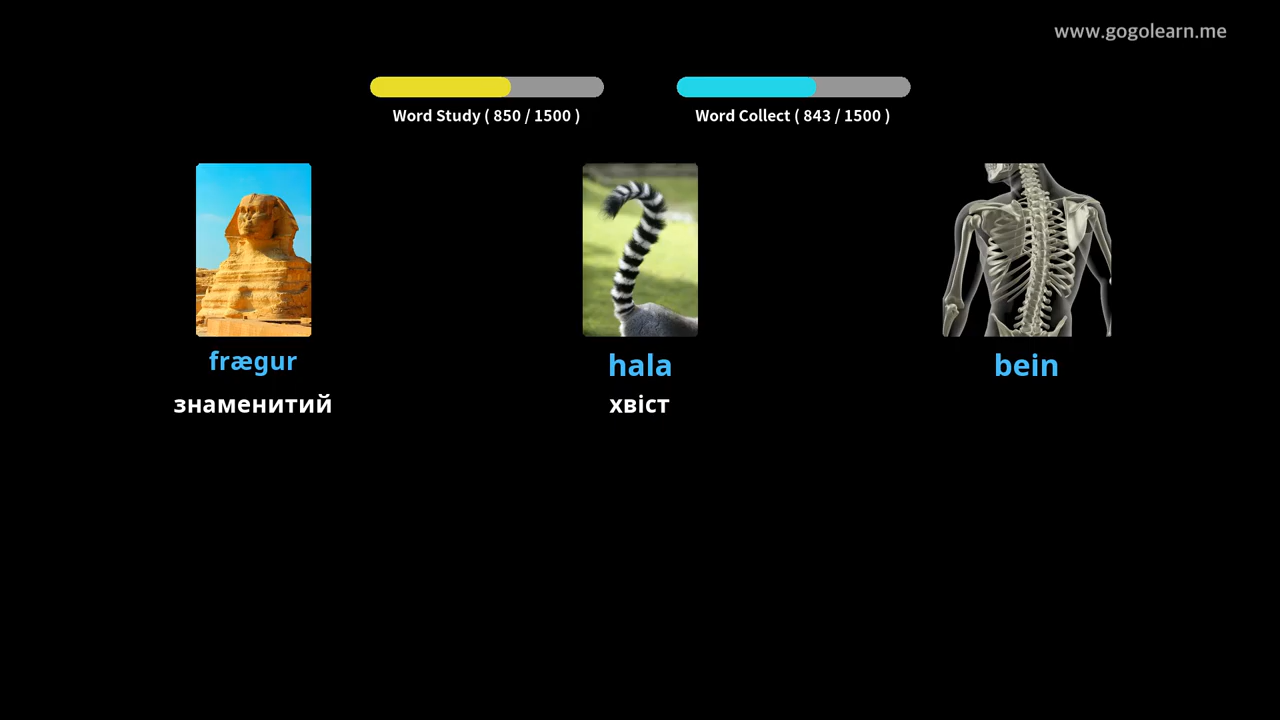 www.gogolearn.me
Word Study ( 850 / 1500 )
Word Collect ( 843 / 1500 )
frægur
hala
bein
знаменитий
хвіст